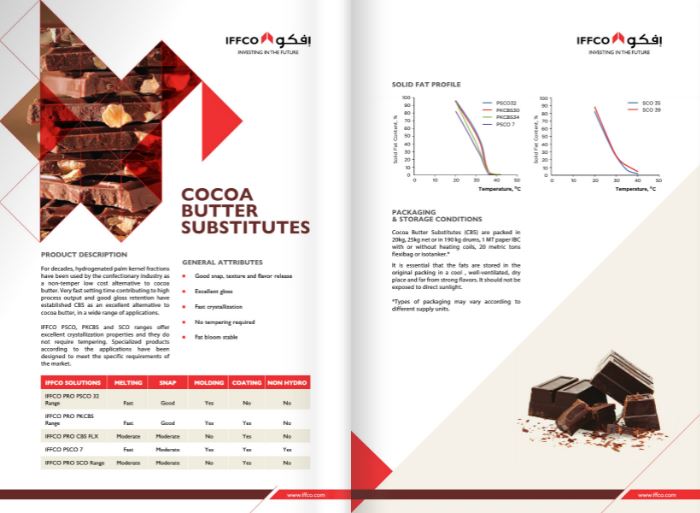 IFFCO إفكو
INVESTING IN THE FUTURE
COCOA
BUTTER
SUBSTITUTES
PRODUCT DESCRIPTION
For decades, hydrogenated palm kernel fractions
have been used by the confectionary industry as
a non-temper low cost alternative to cocoa
butter. Very fast setting time contributing to high
process output and good gloss retention have
established CBS as an excellent alternative to
cocoa butter, in a wide range of applications.
IFFCO PSCO, PKCBS and SCO ranges offer
excellent crystallization properties and they do
not require tempering. Specialized products
according to the applications have been
designed to meet the specific requirements of
the market.
GENERAL ATTRIBUTES
Good snap, texture and flavor release
Excellent gloss
Fast crystallization
No tempering required
Fat bloom stable
IFFCO SOLUTIONS MELTING SNAP MOLDING COATING NON HYDRO
IFFCO PRO PSCO 32
Range Fast Good Yes No No
IFFCO PRO PKCBS
Range Fast Good Yes Yes No
IFFCO PRO CBS FLX Moderate Moderate No Yes No
IFFCO PSCO 7 Fast Moderate Yes Yes Yes
IFFCO PRO SCO Range Moderate Moderate No Yes No
www.iffco.com
IFFCO إفكو
INVESTING IN THE FUTURE
SOLID FAT PROFILE
Solid Fat Content, %
100
90
80
70
60
50
40
30
20
10
0
0 10 20 30 40 50
Temperature, ⁰C
PSCO32
PKCBS30
PKCBS34
PSCO 7
Solid Fat Content, %
100
90
80
70
60
50
40
30
20
10
0
0 10 20 30 40 50
Temperature, ⁰C
SCO 35
SCO 39
PACKAGING
& STORAGE CONDITIONS
Cocoa Butter Substitutes (CBS) are packed in
20kg, 25kg net or in 190 kg drums, 1 MT paper IBC
with or without heating coils, 20 metric tons
flexibag or isotanker.*
It is essential that the fats are stored in the
original packing in a cool , well-ventilated, dry
place and far from strong flavors. It should not be
exposed to direct sunlight.
*Types of packaging may vary according to
different supply units.
www.iffco.com